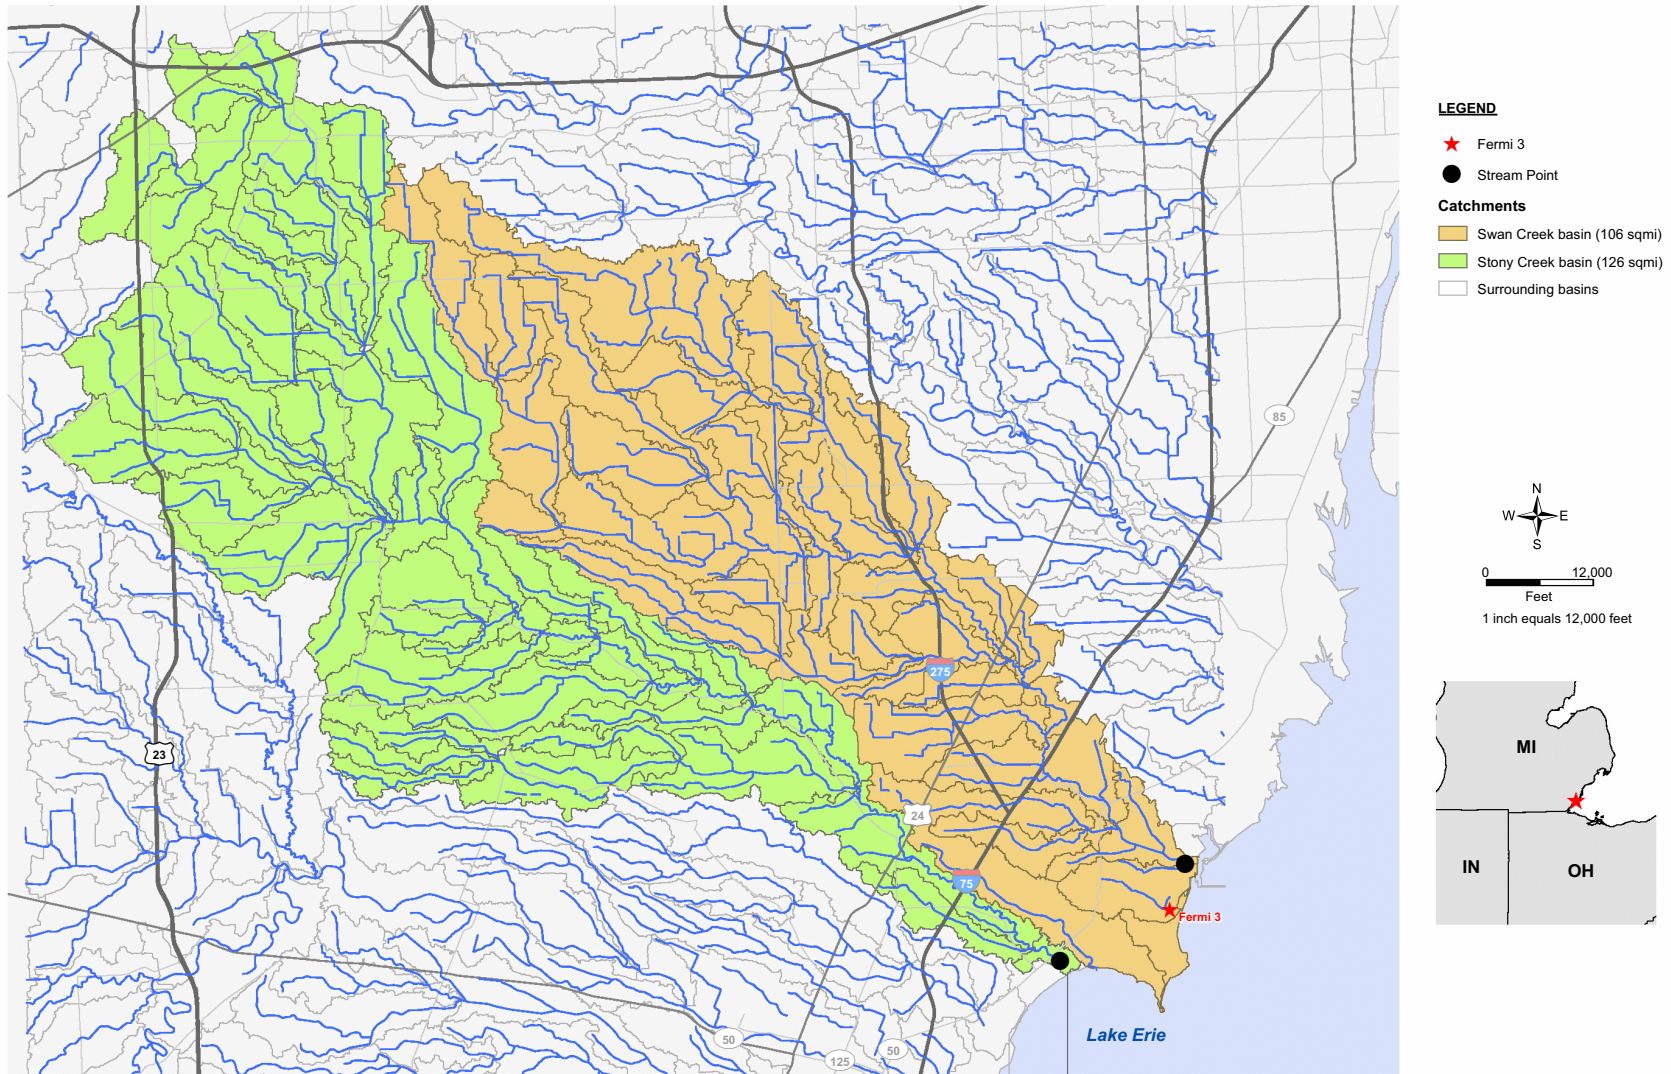 LEGEND
Fermi 3
Stream Point
Catchments
Swan Creek basin (106 sqmi)
Stony Creek basin (126 sqmi)
Surrounding basins
85
N
W E
S
0 12,000
Feet
1 inch equals 12,000 feet
275
23
24
75
Fermi 3
Lake Erie
50
50
125
MI
IN
OH